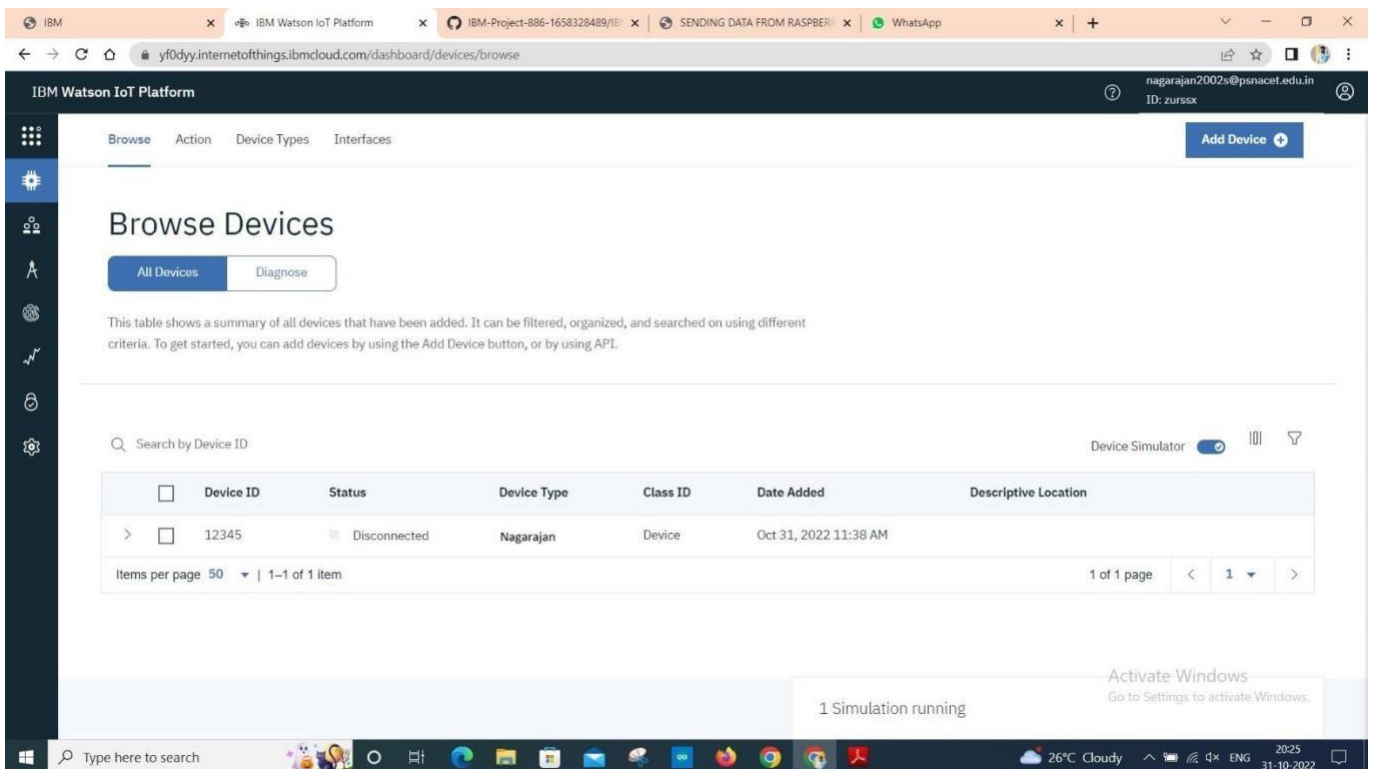 IBM
IBM Watson IoT Platform
IBM-Project-886-1658328489/IB
SENDING DATA FROM RASPBER
WhatsApp
yf0dyy.internetofthings.ibmcloud.com/dashboard/devices/browse
IBM Watson IoT Platform
nagarajan2002s@psnacet.edu.in
ID: zurssx
Browse Action Device Types Interfaces
Add Device
Browse Devices
All Devices Diagnose
This table shows a summary of all devices that have been added. It can be filtered, organized, and searched on using different
criteria. To get started, you can add devices by using the Add Device button, or by using API.
Search by Device ID
Device Simulator
Device ID Status Device Type Class ID Date Added Descriptive Location
12345 Disconnected Nagarajan Device Oct 31, 2022 11:38 AM
Items per page 50 | 1–1 of 1 item
1 of 1 page < 1 >
Activate Windows
Go to Settings to activate Windows.
1 Simulation running
Type here to search
26°C Cloudy
ENG
20:25
31-10-2022